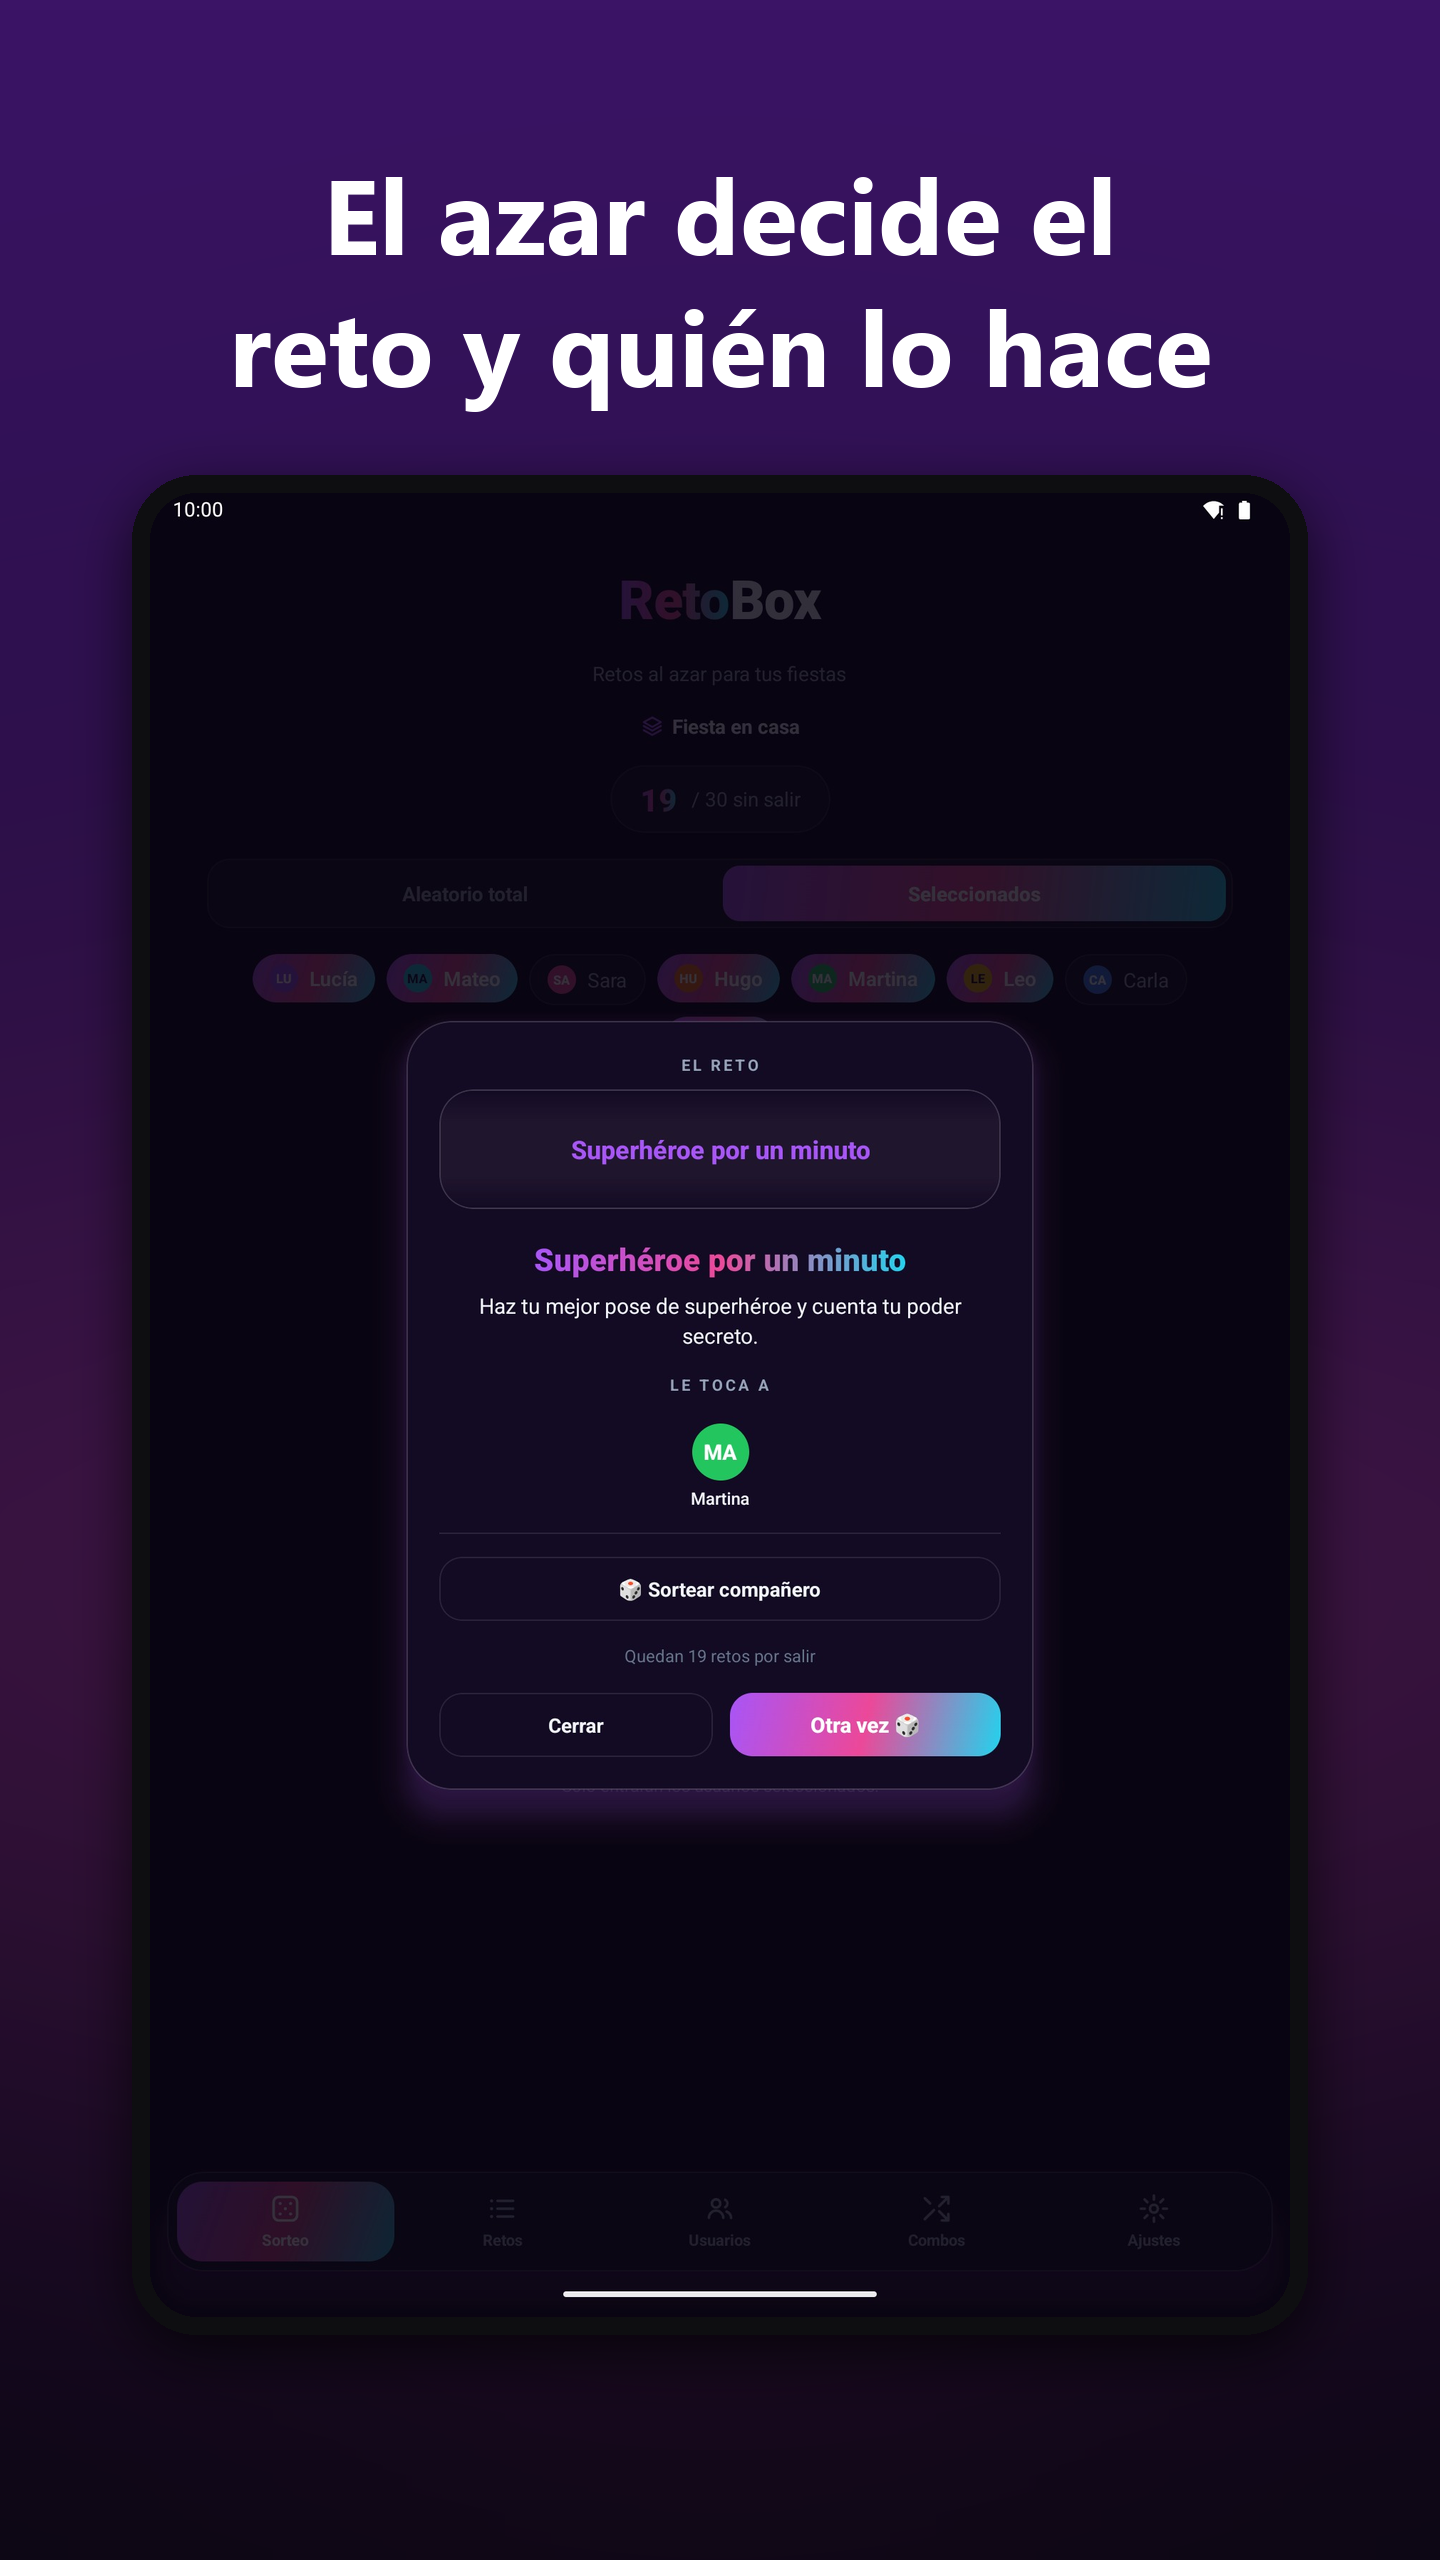 El azar decide el
reto y quién lo hace
10:00
RetoBox
Retos al azar para tus fiestas
Fiesta en casa
19 / 30 sin salir
Aleatorio total
Seleccionados
LU Lucía
MA Mateo
SA Sara
HU Hugo
MA Martina
LE Leo
CA Carla
EL RETO
Superhéroe por un minuto
Superhéroe por un minuto
Haz tu mejor pose de superhéroe y cuenta tu poder
secreto.
LE TOCA A
MA
Martina
🎲 Sortear compañero
Quedan 19 retos por salir
Cerrar
Otra vez 🎲
Sorteo
Retos
Usuarios
Combos
Ajustes